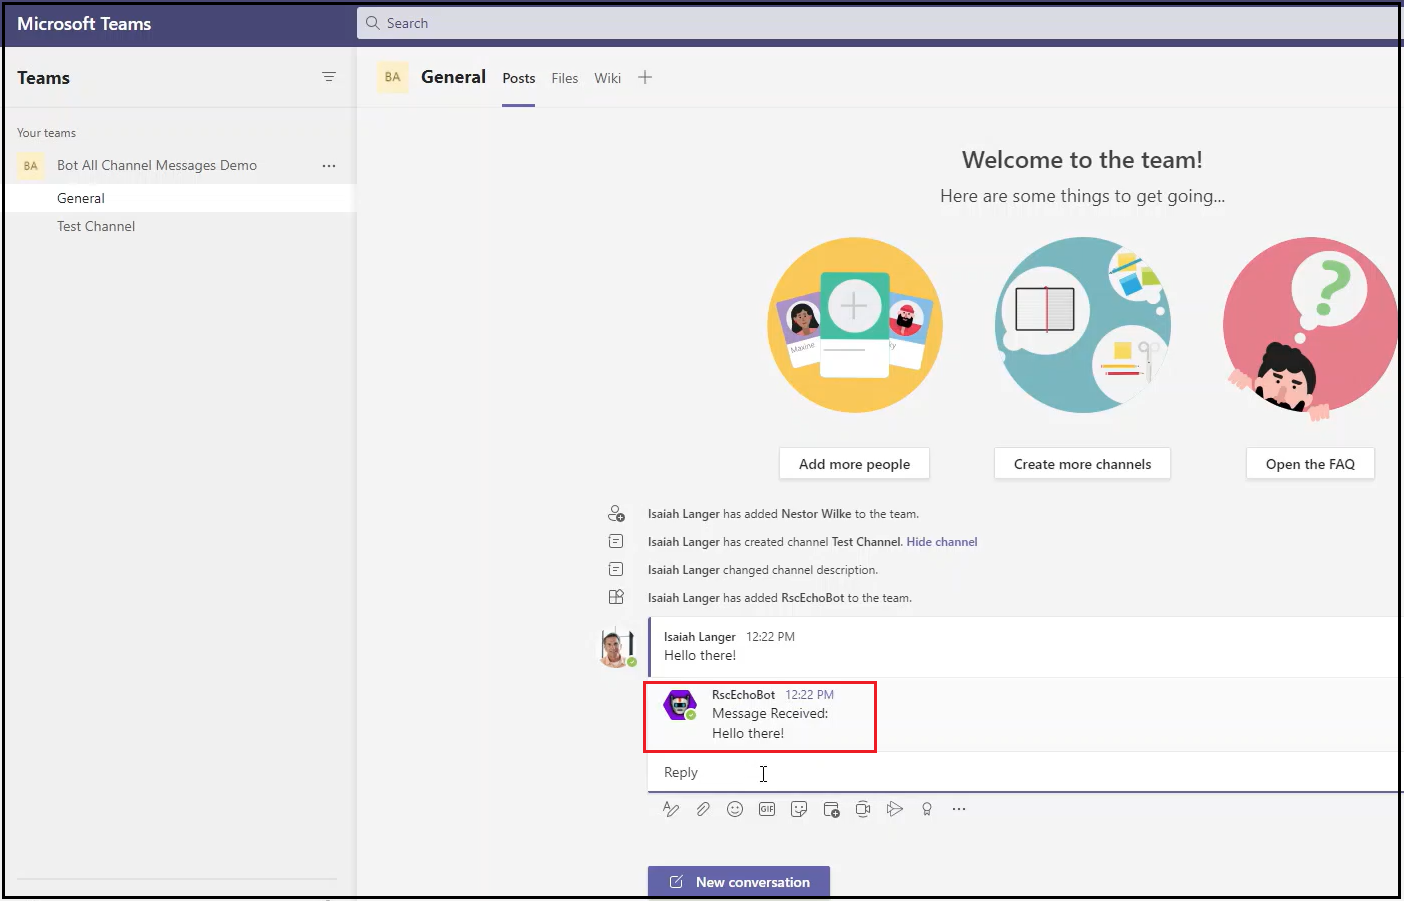 Microsoft Teams
Search
Teams
Your teams
BA Bot All Channel Messages Demo ...
General
Test Channel
BA General Posts Files Wiki
Welcome to the team!
Here are some things to get going...
Maxine
Add more people
Create more channels
Open the FAQ
Isaiah Langer has added Nestor Wilke to the team.
Isaiah Langer has created channel Test Channel. Hide channel
Isaiah Langer changed channel description.
Isaiah Langer has added RscEchoBot to the team.
Isaiah Langer 12:22 PM
Hello there!
RscEchoBot 12:22 PM
Message Received:
Hello there!
Reply
GIF
New conversation